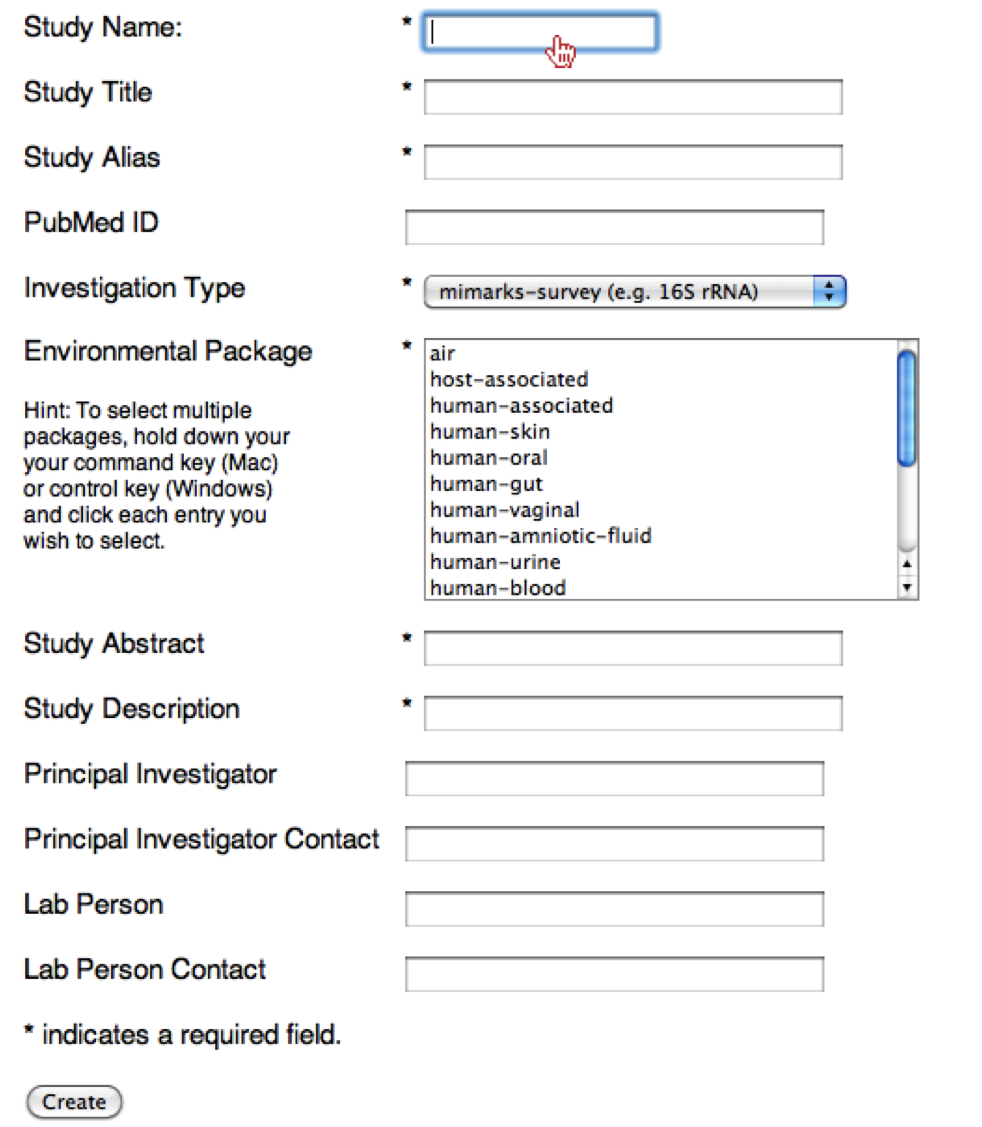 Study Name: *
Study Title *
Study Alias *
PubMed ID
Investigation Type * mimarks-survey (e.g. 16S rRNA)
Environmental Package *
Hint: To select multiple
packages, hold down your
your command key (Mac)
or control key (Windows)
and click each entry you
wish to select.
air
host-associated
human-associated
human-skin
human-oral
human-gut
human-vaginal
human-amniotic-fluid
human-urine
human-blood
Study Abstract *
Study Description *
Principal Investigator
Principal Investigator Contact
Lab Person
Lab Person Contact
* indicates a required field.
Create